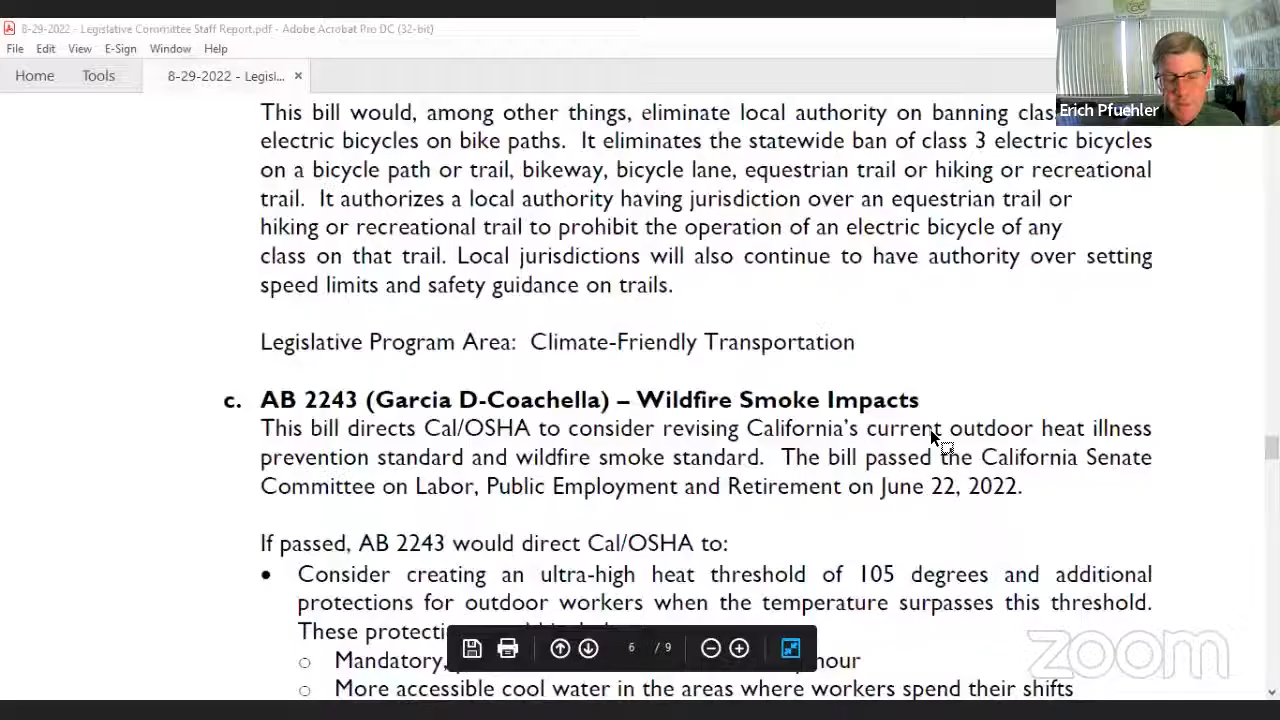 8-29-2022 - Legislative Committee Staff Report.pdf - Adobe Acrobat Pro DC (32-bit)
File Edit View E-Sign Window Help
Home Tools 8-29-2022 - Legisl... ×
Erich Pfuehler
This bill would, among other things, eliminate local authority on banning
electric bicycles on bike paths. It eliminates the statewide ban of class 3 electric bicycles
on a bicycle path or trail, bikeway, bicycle lane, equestrian trail or hiking or recreational
trail. It authorizes a local authority having jurisdiction over an equestrian trail or
hiking or recreational trail to prohibit the operation of an electric bicycle of any
class on that trail. Local jurisdictions will also continue to have authority over setting
speed limits and safety guidance on trails.
Legislative Program Area: Climate-Friendly Transportation
c. AB 2243 (Garcia D-Coachella) – Wildfire Smoke Impacts
This bill directs Cal/OSHA to consider revising California's current outdoor heat illness
prevention standard and wildfire smoke standard. The bill passed the California Senate
Committee on Labor, Public Employment and Retirement on June 22, 2022.
If passed, AB 2243 would direct Cal/OSHA to:
• Consider creating an ultra-high heat threshold of 105 degrees and additional
protections for outdoor workers when the temperature surpasses this threshold.
These
○ Mandatory, hour
○ More accessible cool water in the areas where workers spend their shifts
6 / 9
zoom